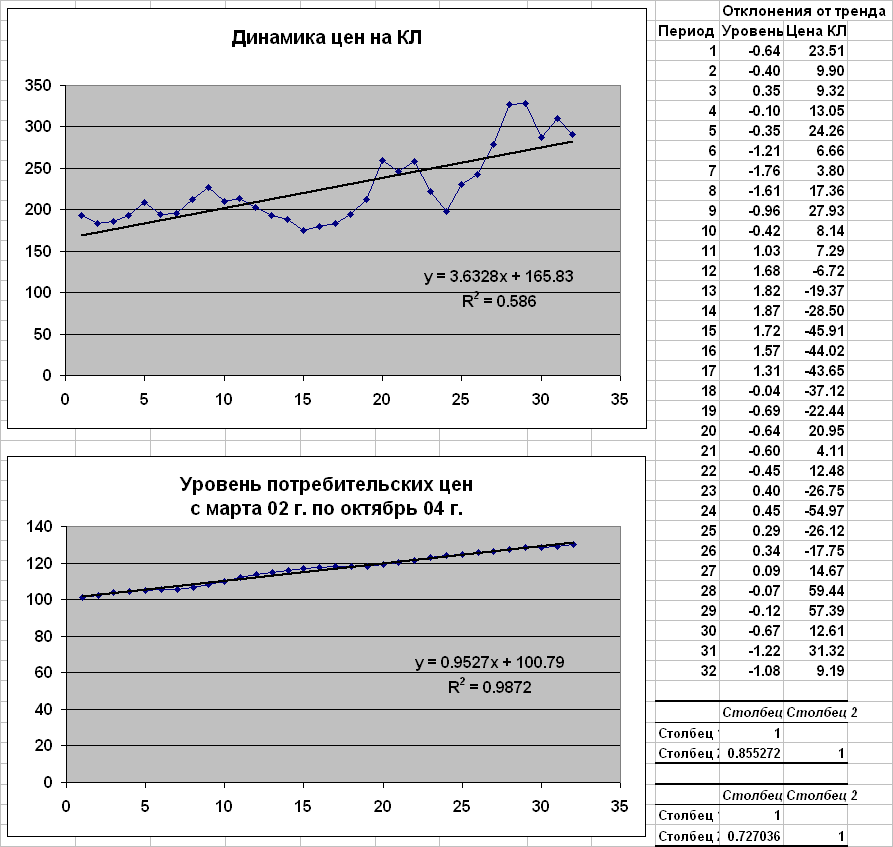 Динамика цен на КЛ
350
300
250
200
150
100
50
0
y = 3.6328x + 165.83
R2 = 0.586
0 5 10 15 20 25 30 35
Уровень потребительских цен
с марта 02 г. по октябрь 04 г.
140
120
100
80
60
40
20
0
y = 0.9527x + 100.79
R2 = 0.9872
0 5 10 15 20 25 30 35
Отклонения от тренда
Период Уровень Цена КЛ
1 -0.64 23.51
2 -0.40 9.90
3 0.35 9.32
4 -0.10 13.05
5 -0.35 24.26
6 -1.21 6.66
7 -1.76 3.80
8 -1.61 17.36
9 -0.96 27.93
10 -0.42 8.14
11 1.03 7.29
12 1.68 -6.72
13 1.82 -19.37
14 1.87 -28.50
15 1.72 -45.91
16 1.57 -44.02
17 1.31 -43.65
18 -0.04 -37.12
19 -0.69 -22.44
20 -0.64 20.95
21 -0.60 4.11
22 -0.45 12.48
23 0.40 -26.75
24 0.45 -54.97
25 0.29 -26.12
26 0.34 -17.75
27 0.09 14.67
28 -0.07 59.44
29 -0.12 57.39
30 -0.67 12.61
31 -1.22 31.32
32 -1.08 9.19
Столбец Столбец 2
Столбец 1
Столбец 0.855272 1
Столбец Столбец 2
Столбец 1
Столбец 0.727036 1